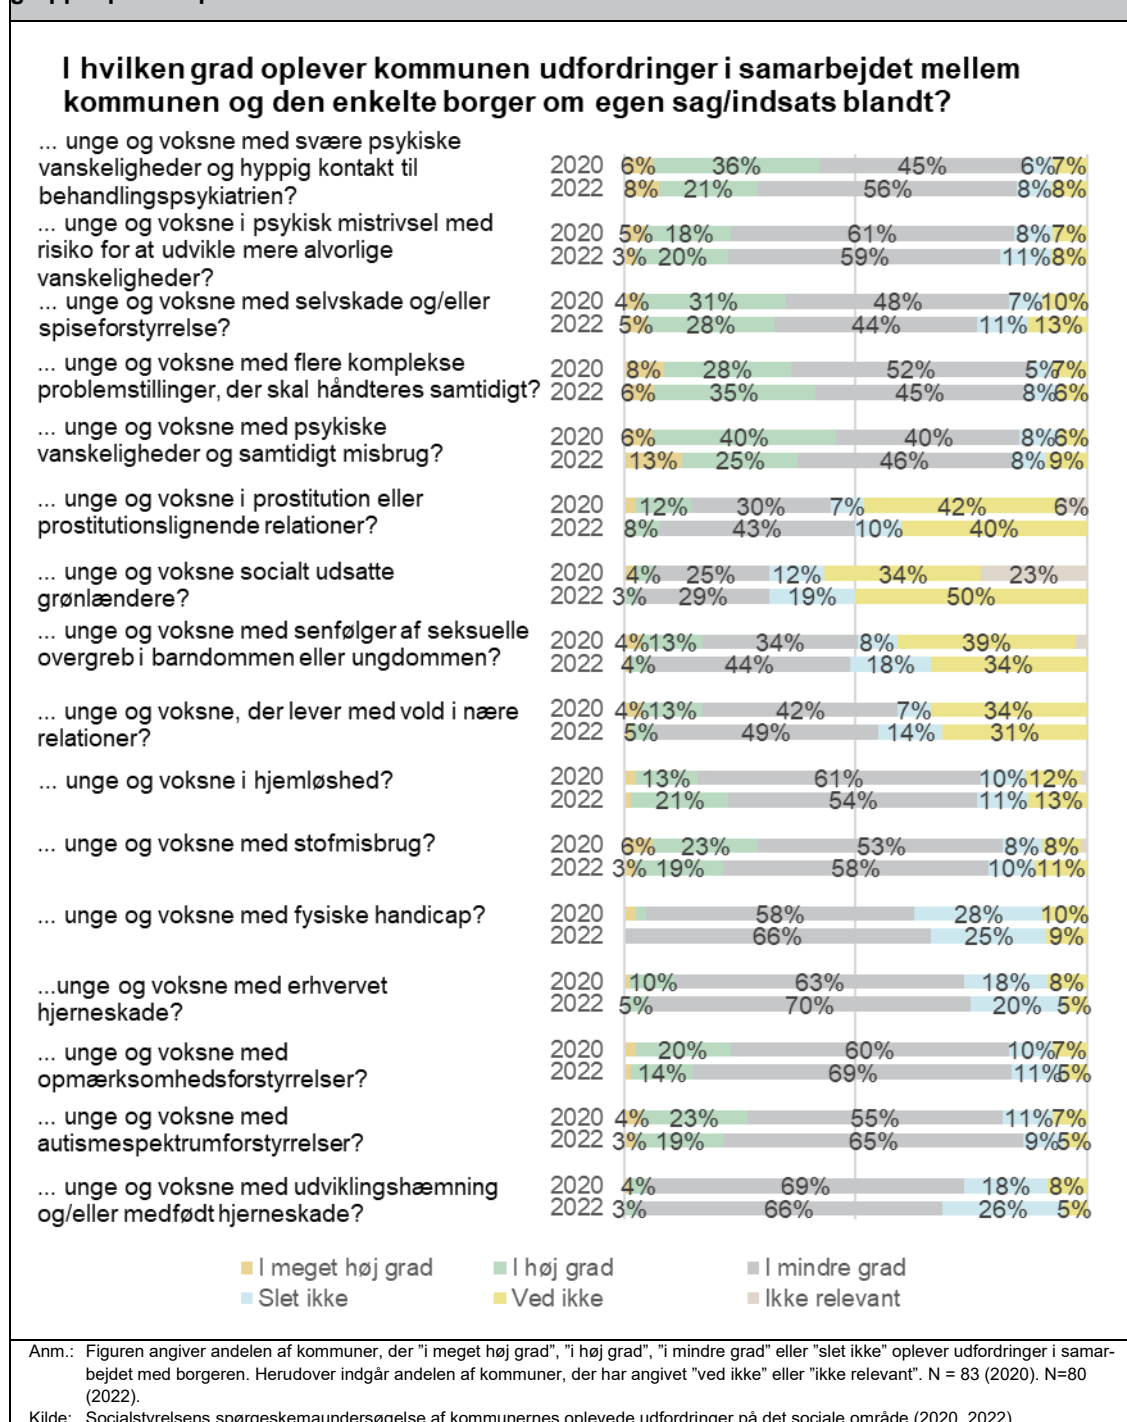 I hvilken grad oplever kommunen udfordringer i samarbejdet mellem
kommunen og den enkelte borger om egen sag/indsats blandt?
... unge og voksne med svære psykiske
vanskeligheder og hyppig kontakt til
behandlingspsykiatrien?
2020 6% 36% 45% 6% 7%
2022 8% 21% 56% 8% 8%
... unge og voksne i psykisk mistrivsel med
risiko for at udvikle mere alvorlige
vanskeligheder?
2020 5% 18% 61% 8% 7%
2022 3% 20% 59% 11% 8%
... unge og voksne med selvskade og/eller
spiseforstyrrelse?
2020 4% 31% 48% 7% 10%
2022 5% 28% 44% 11% 13%
... unge og voksne med flere komplekse
problemstillinger, der skal håndteres samtidigt?
2020 8% 28% 52% 5% 7%
2022 6% 35% 45% 8% 6%
... unge og voksne med psykiske
vanskeligheder og samtidigt misbrug?
2020 6% 40% 40% 8% 6%
2022 13% 25% 46% 8% 9%
... unge og voksne i prostitution eller
prostitutionslignende relationer?
2020 12% 30% 7% 42% 6%
2022 8% 43% 10% 40%
... unge og voksne socialt udsatte
grønlændere?
2020 4% 25% 12% 34% 23%
2022 3% 29% 19% 50%
... unge og voksne med senfølger af seksuelle
overgreb i barndommen eller ungdommen?
2020 4% 13% 34% 8% 39%
2022 4% 44% 18% 34%
... unge og voksne, der lever med vold i nære
relationer?
2020 4% 13% 42% 7% 34%
2022 5% 49% 14% 31%
... unge og voksne i hjemløshed?
2020 13% 61% 10% 12%
2022 21% 54% 11% 13%
... unge og voksne med stofmisbrug?
2020 6% 23% 53% 8% 8%
2022 3% 19% 58% 10% 11%
... unge og voksne med fysiske handicap?
2020 58% 28% 10%
2022 66% 25% 9%
...unge og voksne med erhvervet
hjerneskade?
2020 10% 63% 18% 8%
2022 5% 70% 20% 5%
... unge og voksne med
opmærksomhedsforstyrrelser?
2020 20% 60% 10% 7%
2022 14% 69% 11% 5%
... unge og voksne med
autismespektrumforstyrrelser?
2020 4% 23% 55% 11% 7%
2022 3% 19% 65% 9% 5%
... unge og voksne med udviklingshæmning
og/eller medfødt hjerneskade?
2020 4% 69% 18% 8%
2022 3% 66% 26% 5%
I meget høj grad I høj grad I mindre grad
Slet ikke Ved ikke Ikke relevant
Anm.: Figuren angiver andelen af kommuner, der ”i meget høj grad”, ”i høj grad”, ”i mindre grad” eller ”slet ikke” oplever udfordringer i samar-
bejdet med borgeren. Herudover indgår andelen af kommuner, der har angivet ”ved ikke” eller ”ikke relevant”. N = 83 (2020). N=80
(2022).
Kilde: Socialstyrelsens spørgeskemaundersøgelse af kommunernes oplevede udfordringer på det sociale område (2020, 2022)